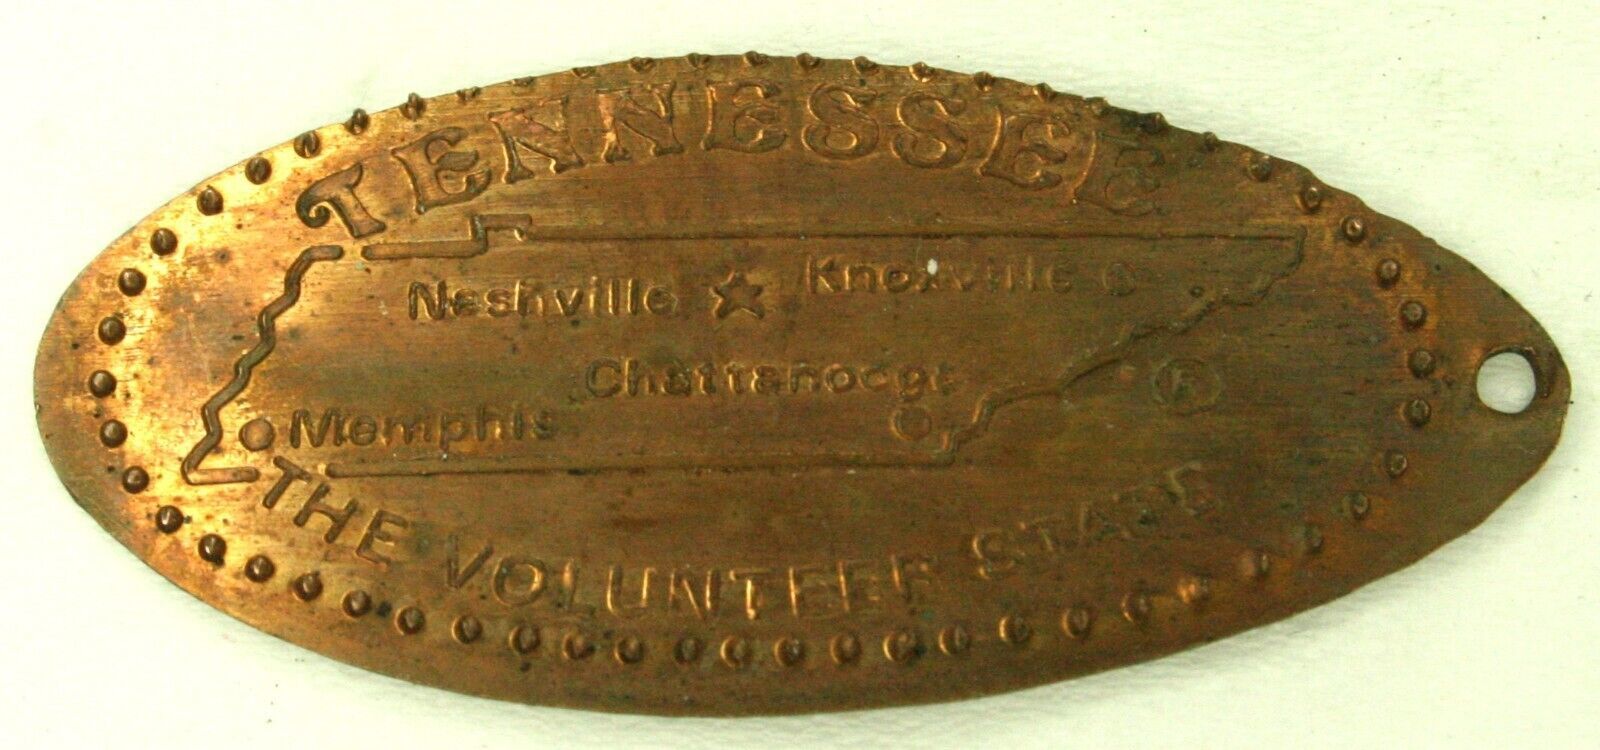 TENNESSEE
Nashville Knoxville
Chattanooga
Memphis
THE VOLUNTEER STATE